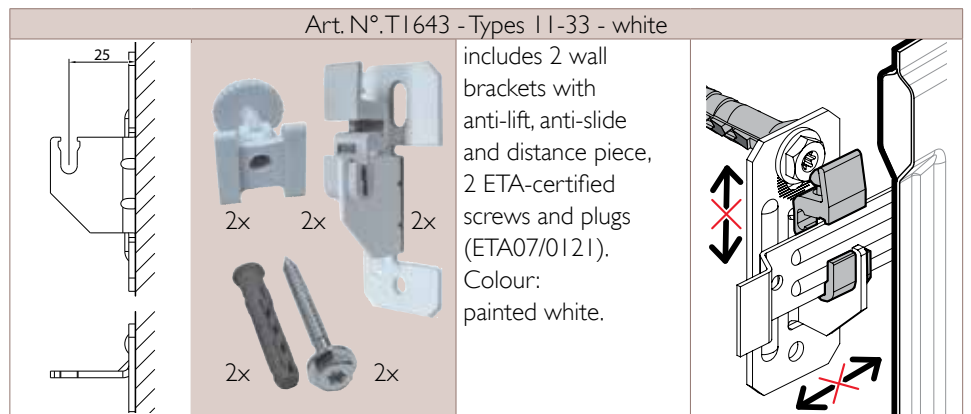 Art. N°.T1643 - Types 11-33 - white
25
2x
2x
2x
2x
2x
includes 2 wall
brackets with
anti-lift, anti-slide
and distance piece,
2 ETA-certified
screws and plugs
(ETA07/0121).
Colour:
painted white.